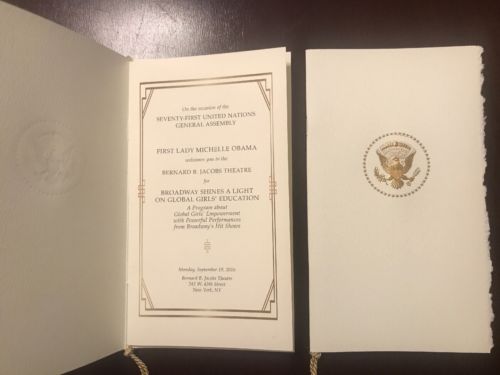 On the occasion of the
SEVENTY-FIRST UNITED NATIONS
GENERAL ASSEMBLY
FIRST LADY MICHELLE OBAMA
welcomes you to the
BERNARD B. JACOBS THEATRE
for
BROADWAY SHINES A LIGHT
ON GLOBAL GIRLS' EDUCATION
A Program about
Global Girls' Empowerment
with Powerful Performances
from Broadway's Hit Shows
Monday, September 19, 2016
Bernard B. Jacobs Theatre
242 W. 45th Street
New York, NY